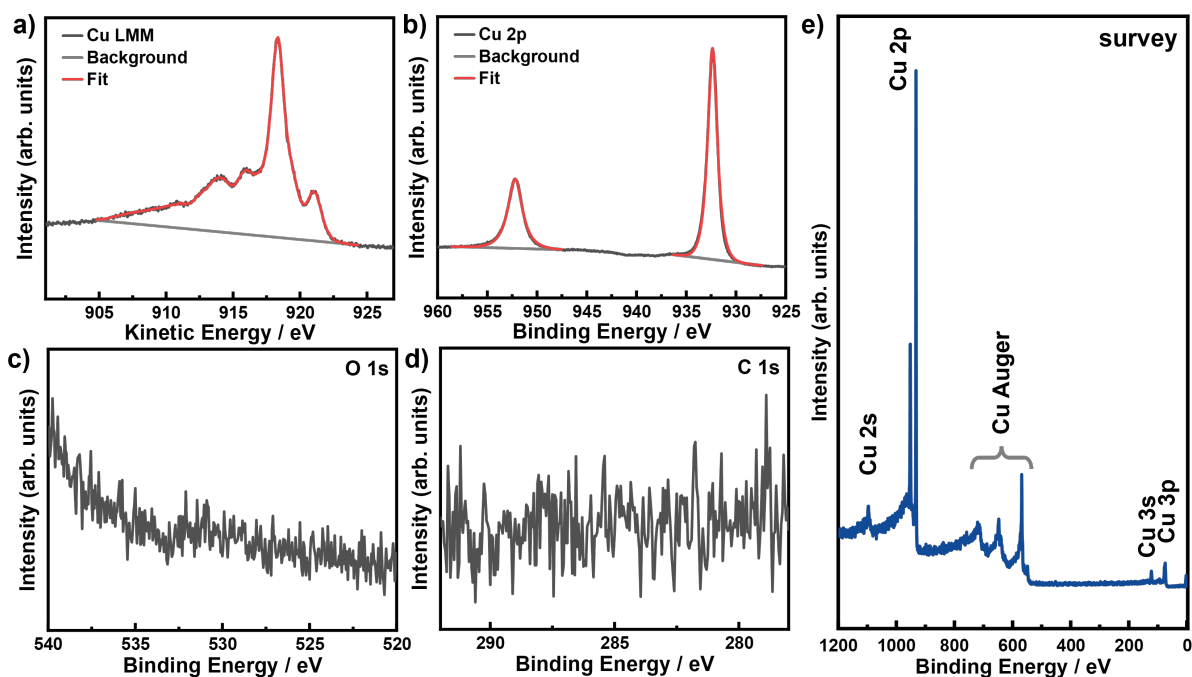 a)
Cu LMM
Background
Fit
Intensity (arb. units)
905 910 915 920 925
Kinetic Energy / eV
b)
Cu 2p
Background
Fit
Intensity (arb. units)
960 955 950 945 940 935 930 925
Binding Energy / eV
c)
O 1s
Intensity (arb. units)
540 535 530 525 520
Binding Energy / eV
d)
C 1s
Intensity (arb. units)
290 285 280
Binding Energy / eV
e)
survey
Cu 2p
Cu 2s
Cu Auger
Cu 3s
Cu 3p
Intensity (arb. units)
1200 1000 800 600 400 200 0
Binding Energy / eV